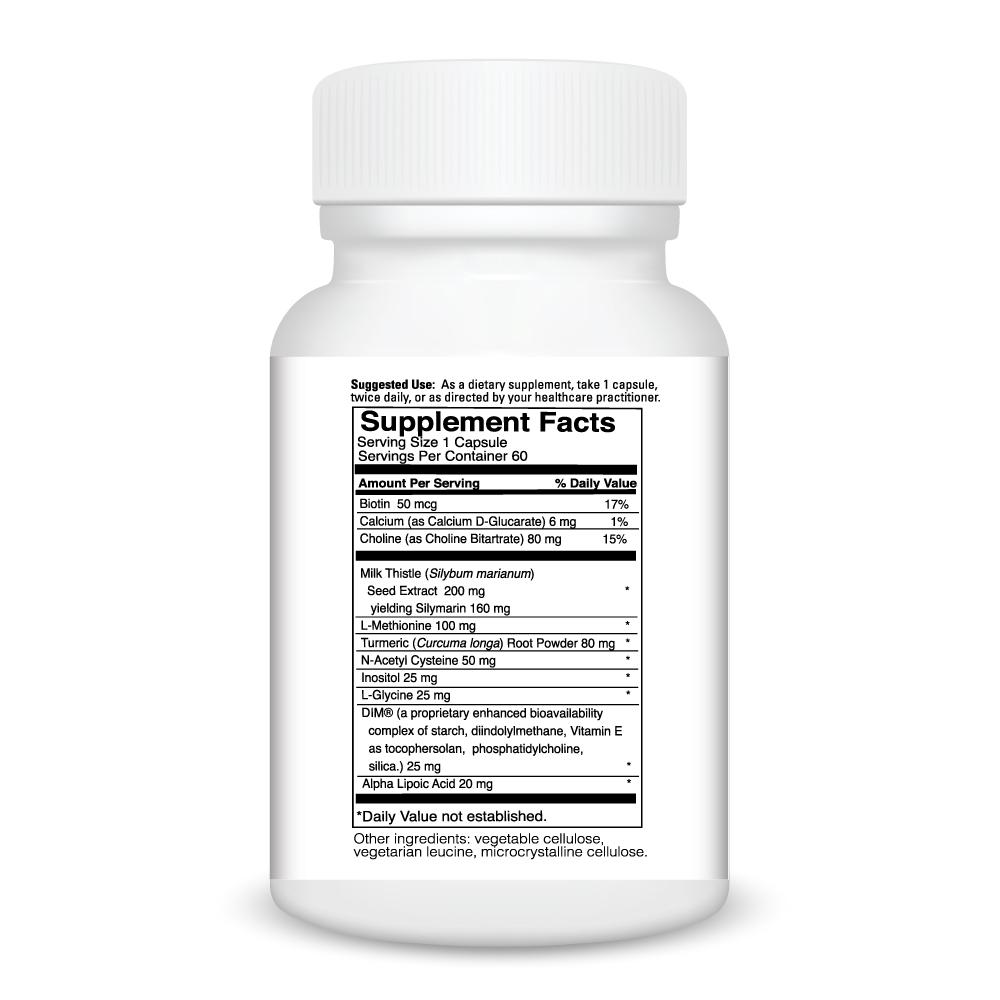 Suggested Use: As a dietary supplement, take 1 capsule,
twice daily, or as directed by your healthcare practitioner.
Supplement Facts
Serving Size 1 Capsule
Servings Per Container 60
Amount Per Serving % Daily Value
Biotin 50 mcg 17%
Calcium (as Calcium D-Glucarate) 6 mg 1%
Choline (as Choline Bitartrate) 80 mg 15%
Milk Thistle (Silybum marianum)
Seed Extract 200 mg *
yielding Silymarin 160 mg
L-Methionine 100 mg *
Turmeric (Curcuma longa) Root Powder 80 mg *
N-Acetyl Cysteine 50 mg *
Inositol 25 mg *
L-Glycine 25 mg *
DIM® (a proprietary enhanced bioavailability
complex of starch, diindolylmethane, Vitamin E
as tocophersolan, phosphatidylcholine,
silica.) 25 mg *
Alpha Lipoic Acid 20 mg *
*Daily Value not established.
Other ingredients: vegetable cellulose,
vegetarian leucine, microcrystalline cellulose.